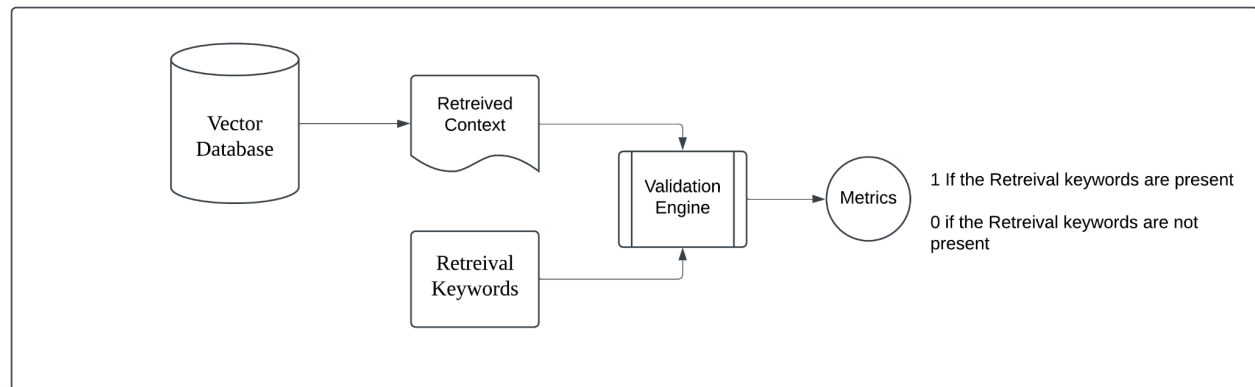 Vector
Database
Retreived
Context
Retreival
Keywords
Validation
Engine
Metrics
1 If the Retreival keywords are present
0 if the Retreival keywords are not
present